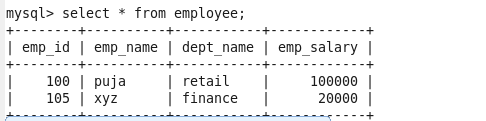 mysql> select * from employee;
+--------+----------+-----------+------------+
| emp_id | emp_name | dept_name | emp_salary |
+--------+----------+-----------+------------+
|    100 | puja     | retail    |     100000 |
|    105 | xyz      | finance   |      20000 |
+--------+----------+-----------+------------+